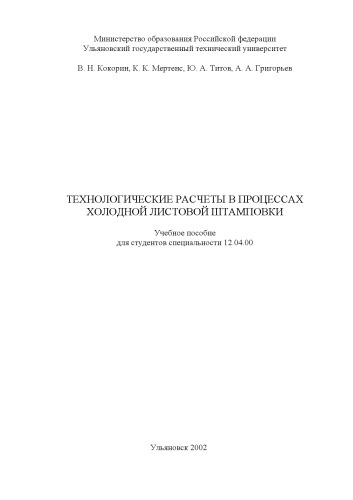 Министерство образования Российской федерации
Ульяновский государственный технический университет
В. Н. Кокорин, К. К. Мертенс, Ю. А. Титов, А. А. Григорьев
ТЕХНОЛОГИЧЕСКИЕ РАСЧЕТЫ В ПРОЦЕССАХ
ХОЛОДНОЙ ЛИСТОВОЙ ШТАМПОВКИ
Учебное пособие
для студентов специальности 12.04.00
Ульяновск 2002